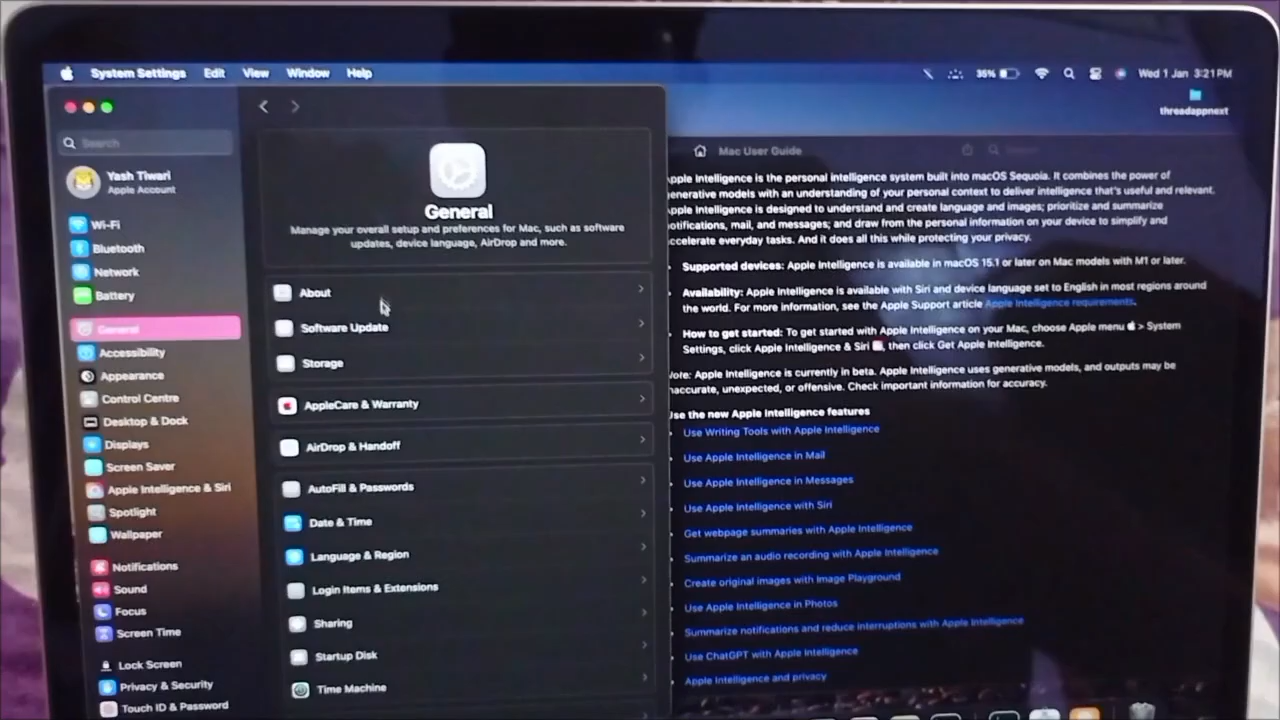 System Settings Edit View Window Help
35% Wed 1 Jan 3:21 PM
threadappnext
Search
Yash Tiwari
Apple Account
Wi-Fi
Bluetooth
Network
Battery
General
Accessibility
Appearance
Control Centre
Desktop & Dock
Displays
Screen Saver
Apple Intelligence & Siri
Spotlight
Wallpaper
Notifications
Sound
Focus
Screen Time
Lock Screen
Privacy & Security
Touch ID & Password
General
Manage your overall setup and preferences for Mac, such as software
updates, device language, AirDrop and more.
About
Software Update
Storage
AppleCare & Warranty
AirDrop & Handoff
AutoFill & Passwords
Date & Time
Language & Region
Login Items & Extensions
Sharing
Startup Disk
Time Machine
Mac User Guide
Search
pple Intelligence is the personal intelligence system built into macOS Sequoia. It combines the power of
enerative models with an understanding of your personal context to deliver intelligence that's useful and relevant.
pple Intelligence is designed to understand and create language and images; prioritize and summarize
otifications, mail, and messages; and draw from the personal information on your device to simplify and
ccelerate everyday tasks. And it does all this while protecting your privacy.
Supported devices: Apple Intelligence is available in macOS 15.1 or later on Mac models with M1 or later.
Availability: Apple Intelligence is available with Siri and device language set to English in most regions around
the world. For more information, see the Apple Support article Apple Intelligence requirements.
How to get started: To get started with Apple Intelligence on your Mac, choose Apple menu > System
Settings, click Apple Intelligence & Siri , then click Get Apple Intelligence.
ote: Apple Intelligence is currently in beta. Apple Intelligence uses generative models, and outputs may be
naccurate, unexpected, or offensive. Check important information for accuracy.
se the new Apple Intelligence features
Use Writing Tools with Apple Intelligence
Use Apple Intelligence in Mail
Use Apple Intelligence in Messages
Use Apple Intelligence with Siri
Get webpage summaries with Apple Intelligence
Summarize an audio recording with Apple Intelligence
Create original images with Image Playground
Use Apple Intelligence in Photos
Summarize notifications and reduce interruptions with Apple Intelligence
Use ChatGPT with Apple Intelligence
Apple Intelligence and privacy